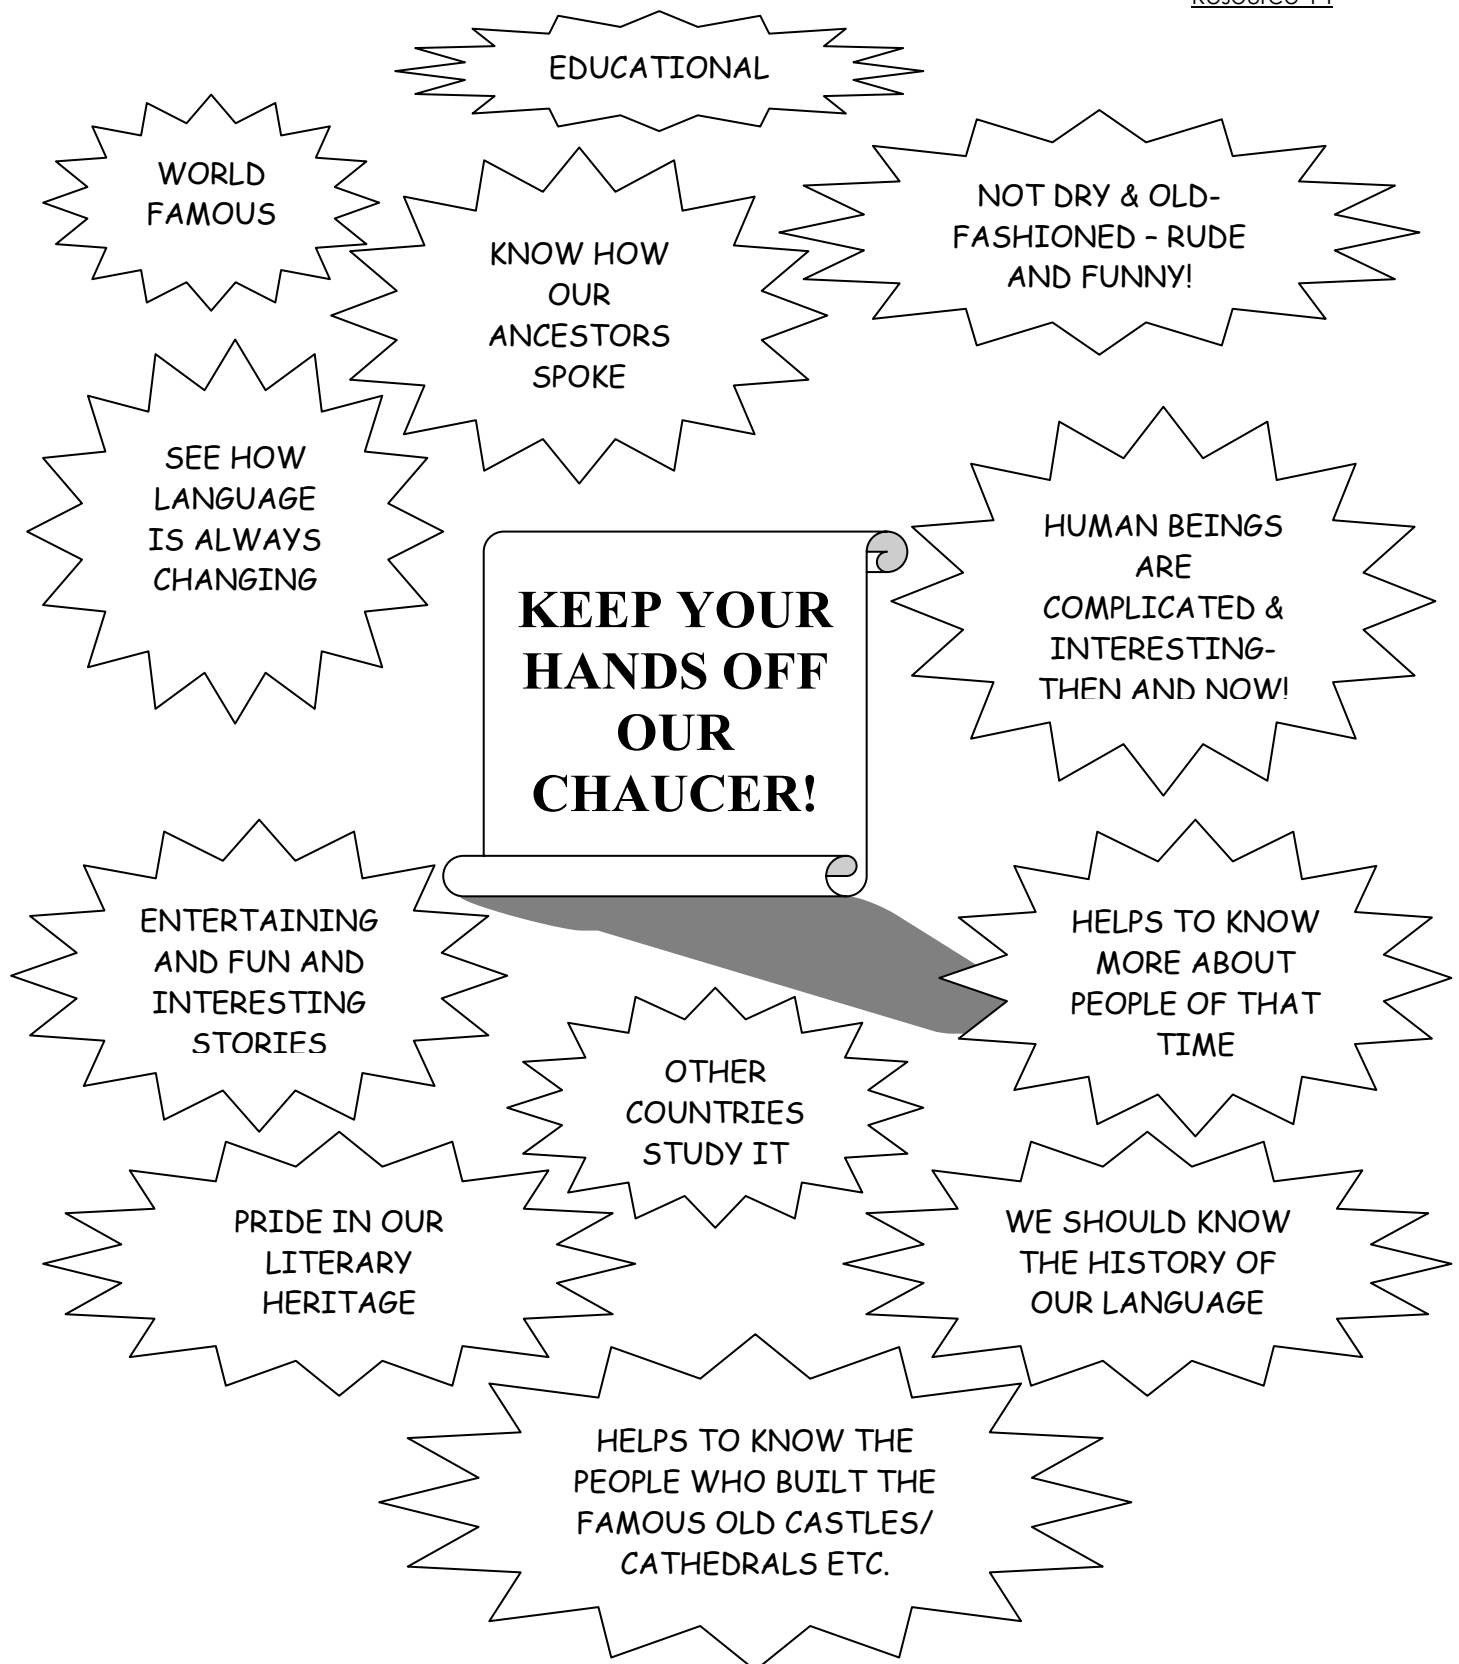 EDUCATIONAL
WORLD
FAMOUS
KNOW HOW
OUR
ANCESTORS
SPOKE
NOT DRY & OLD-
FASHIONED – RUDE
AND FUNNY!
SEE HOW
LANGUAGE
IS ALWAYS
CHANGING
HUMAN BEINGS
ARE
COMPLICATED &
INTERESTING-
THEN AND NOW!
KEEP YOUR
HANDS OFF
OUR
CHAUCER!
ENTERTAINING
AND FUN AND
INTERESTING
STORIES
HELPS TO KNOW
MORE ABOUT
PEOPLE OF THAT
TIME
OTHER
COUNTRIES
STUDY IT
PRIDE IN OUR
LITERARY
HERITAGE
WE SHOULD KNOW
THE HISTORY OF
OUR LANGUAGE
HELPS TO KNOW THE
PEOPLE WHO BUILT THE
FAMOUS OLD CASTLES/
CATHEDRALS ETC.